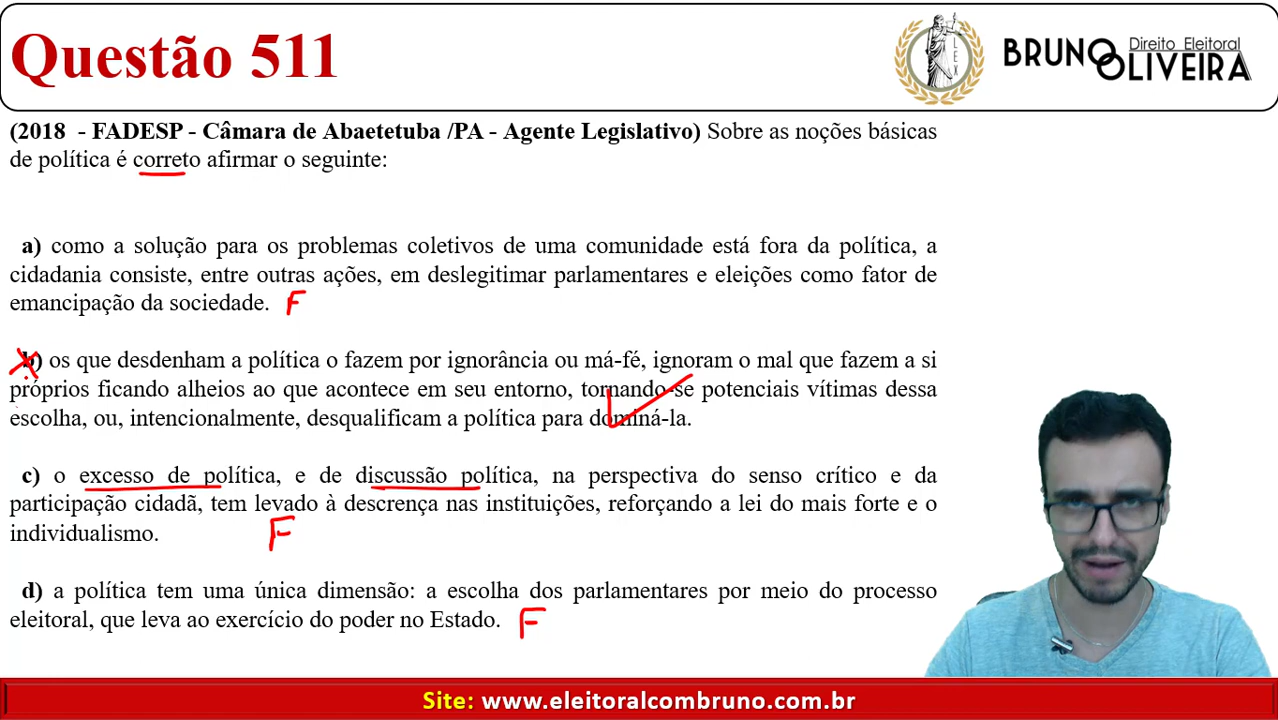 Questão 511
LEX
BRUNO Direito Eleitoral
OLIVEIRA
(2018 - FADESP - Câmara de Abaetetuba /PA - Agente Legislativo) Sobre as noções básicas
de política é correto afirmar o seguinte:
a) como a solução para os problemas coletivos de uma comunidade está fora da política, a
cidadania consiste, entre outras ações, em deslegitimar parlamentares e eleições como fator de
emancipação da sociedade. F
b) os que desdenham a política o fazem por ignorância ou má-fé, ignoram o mal que fazem a si
próprios ficando alheios ao que acontece em seu entorno, tornando-se potenciais vítimas dessa
escolha, ou, intencionalmente, desqualificam a política para dominá-la.
c) o excesso de política, e de discussão política, na perspectiva do senso crítico e da
participação cidadã, tem levado à descrença nas instituições, reforçando a lei do mais forte e o
individualismo. F
d) a política tem uma única dimensão: a escolha dos parlamentares por meio do processo
eleitoral, que leva ao exercício do poder no Estado. F
Site: www.eleitoralcombruno.com.br